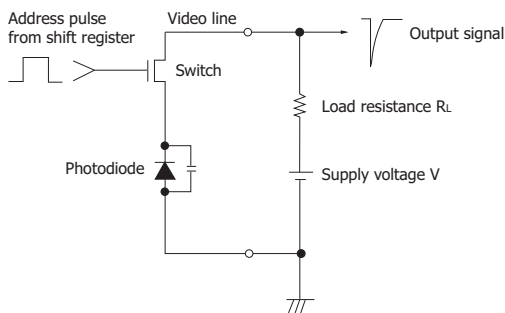 Address pulse
from shift register
Video line
Output signal
Switch
Load resistance RL
Photodiode
Supply voltage V